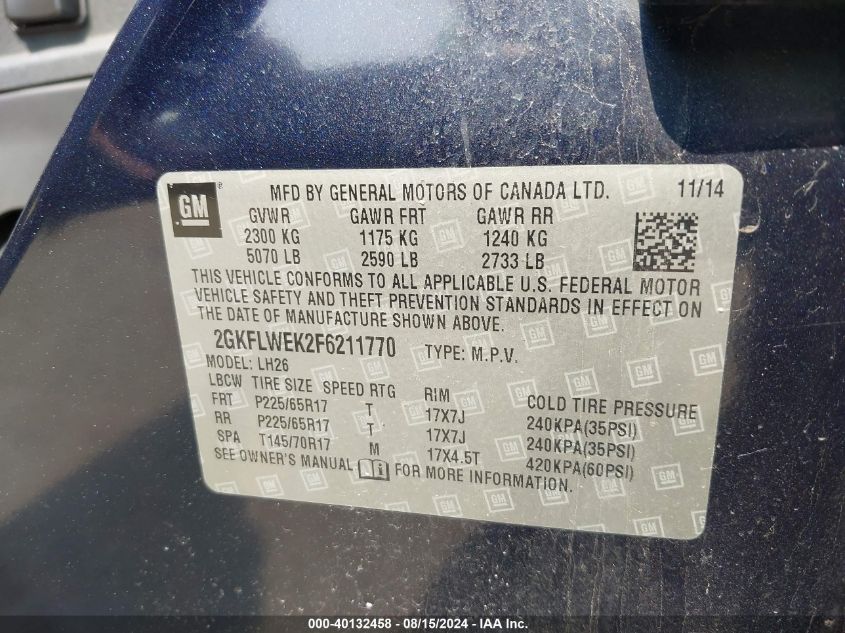 GM ® MFD BY GENERAL MOTORS OF CANADA LTD. 11/14
GVWR GAWR FRT GAWR RR
2300 KG 1175 KG 1240 KG
5070 LB 2590 LB 2733 LB
THIS VEHICLE CONFORMS TO ALL APPLICABLE U.S. FEDERAL MOTOR
VEHICLE SAFETY AND THEFT PREVENTION STANDARDS IN EFFECT ON
THE DATE OF MANUFACTURE SHOWN ABOVE.
2GKFLWEK2F6211770 TYPE: M.P.V.
MODEL: LH26
LBCW TIRE SIZE SPEED RTG RIM COLD TIRE PRESSURE
FRT P225/65R17 T 17X7J 240KPA(35PSI)
RR P225/65R17 T 17X7J 240KPA(35PSI)
SPA T145/70R17 M 17X4.5T 420KPA(60PSI)
SEE OWNER'S MANUAL FOR MORE INFORMATION.
000-40132458 - 08/15/2024 - IAA Inc.